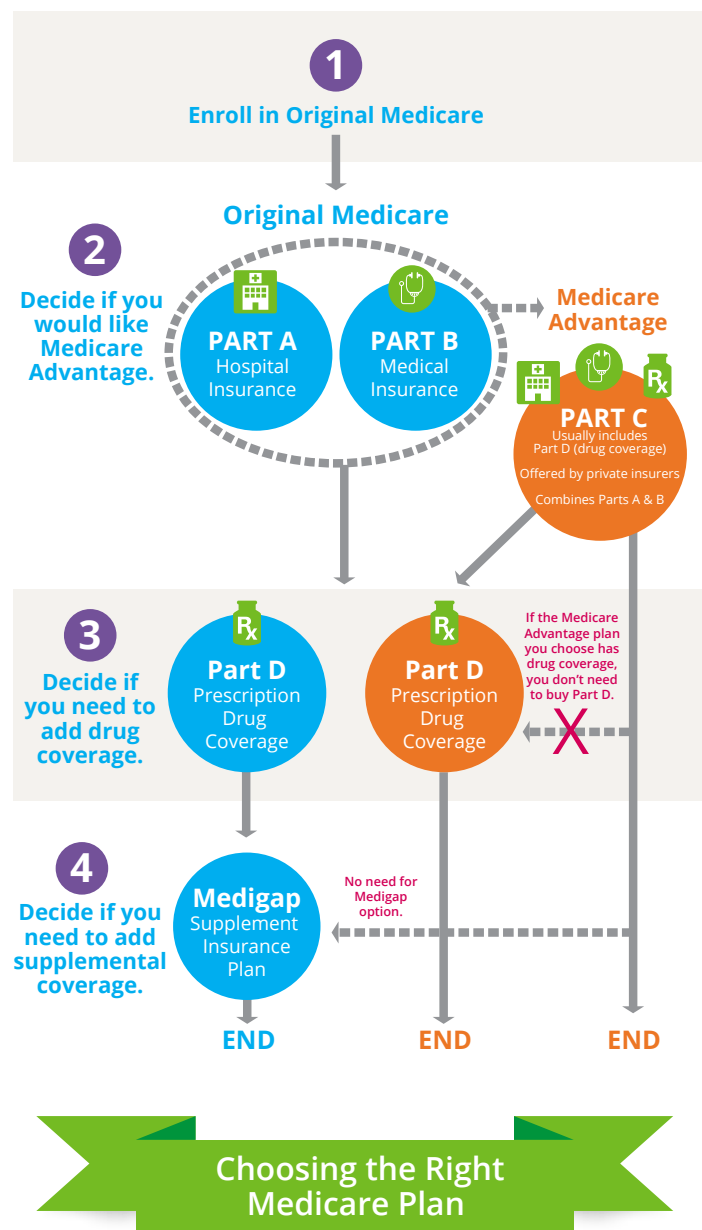 1
Enroll in Original Medicare
Original Medicare
2
Decide if you
would like
Medicare
Advantage.
PART A
Hospital
Insurance
PART B
Medical
Insurance
Medicare
Advantage
Rx
PART C
Usually includes
Part D (drug coverage)
Offered by private insurers
Combines Parts A & B
3
Decide if
you need to
add drug
coverage.
Rx
Part D
Prescription
Drug
Coverage
Rx
Part D
Prescription
Drug
Coverage
If the Medicare
Advantage plan
you choose has
drug coverage,
you don’t need
to buy Part D.
X
4
Decide if you
need to add
supplemental
coverage.
Medigap
Supplement
Insurance
Plan
No need for
Medigap
option.
END
END
END
Choosing the Right
Medicare Plan